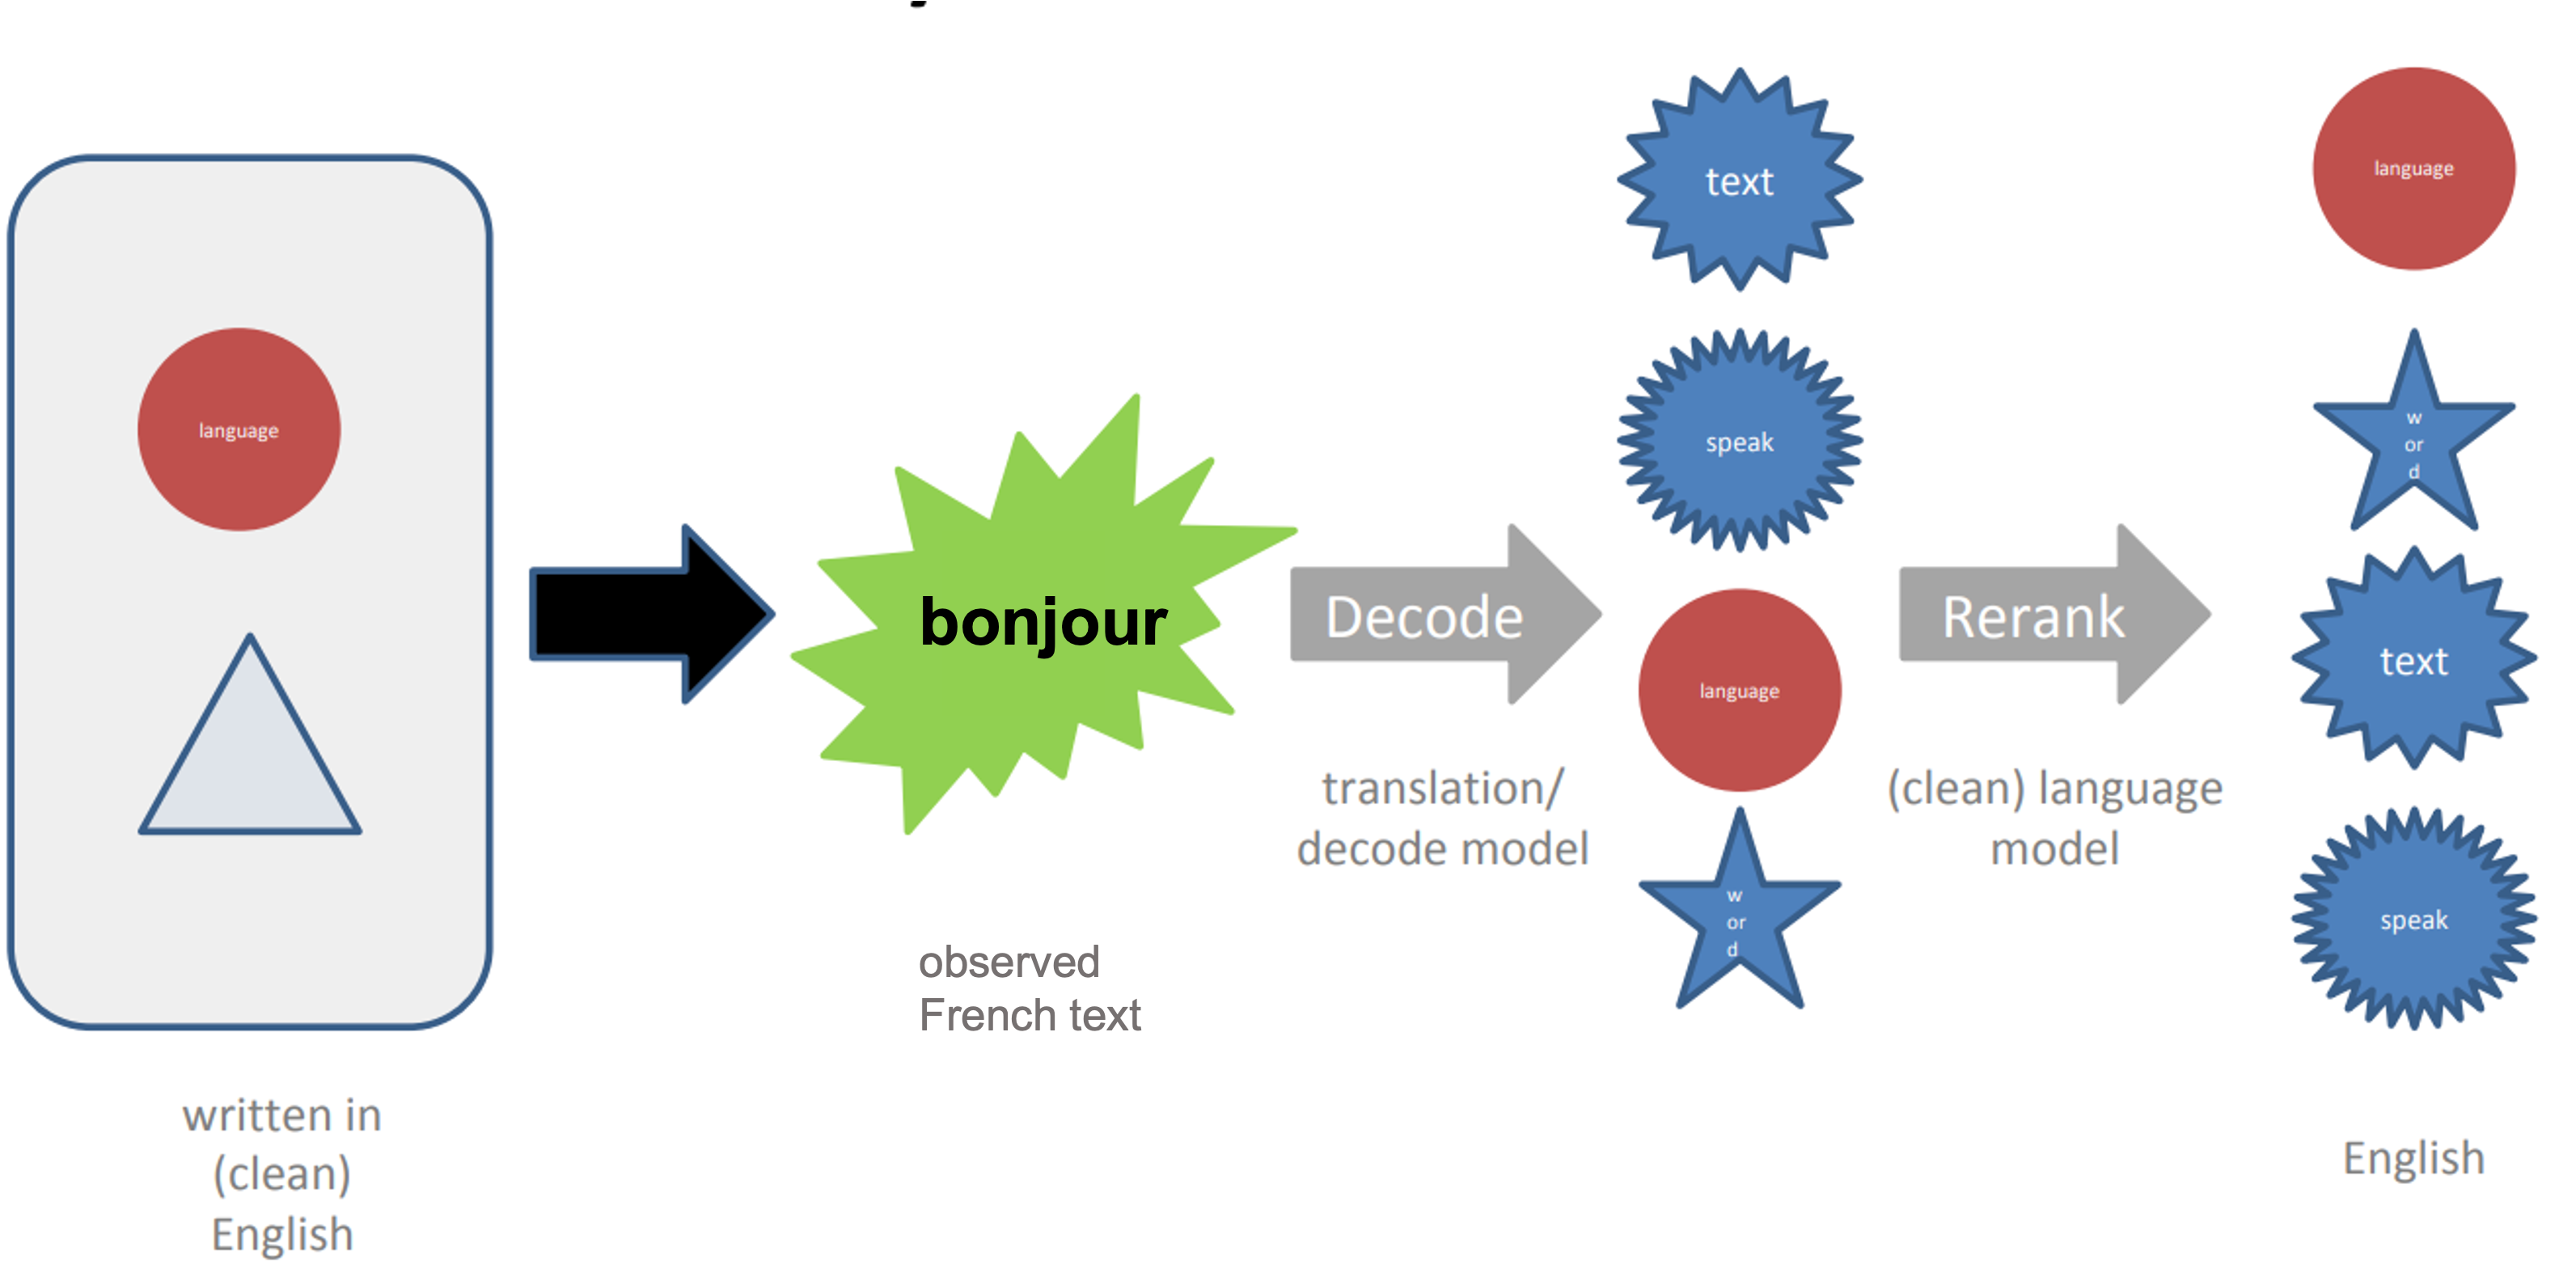 language
written in
(clean)
English
bonjour
observed
French text
Decode
translation/
decode model
text
speak
language
w
or
d
Rerank
(clean) language
model
language
w
or
d
text
speak
English